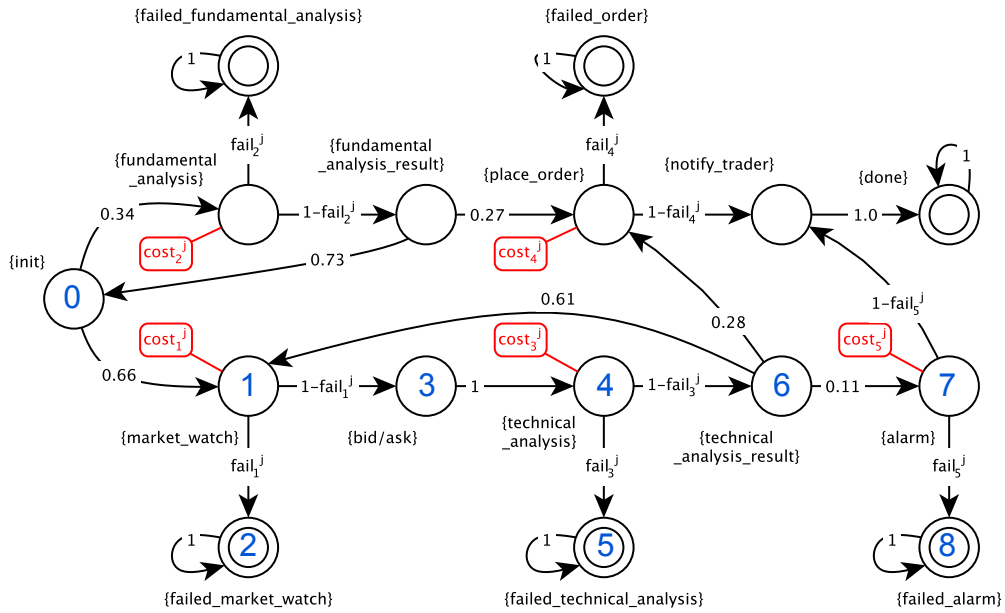 {failed_fundamental_analysis}
{failed_order}
1
1
fail₂ʲ
fail₄ʲ
{fundamental
_analysis}
{fundamental
_analysis_result}
{place_order}
{notify_trader}
{done}
1
0.34
1-fail₂ʲ
0.27
1-fail₄ʲ
1.0
cost₂ʲ
cost₄ʲ
{init}
0.73
0
0.61
1-fail₅ʲ
0.28
cost₁ʲ
cost₃ʲ
cost₅ʲ
0.66
1
1-fail₁ʲ
3
1
4
1-fail₃ʲ
6
0.11
7
{market_watch}
{bid/ask}
{technical
_analysis}
{technical
_analysis_result}
{alarm}
fail₁ʲ
fail₃ʲ
fail₅ʲ
1
2
1
5
1
8
{failed_market_watch}
{failed_technical_analysis}
{failed_alarm}